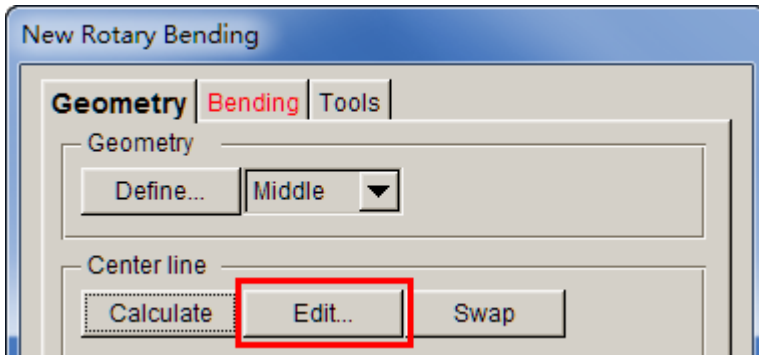 New Rotary Bending
Geometry Bending Tools
Geometry
Define... Middle
Center line
Calculate Edit... Swap